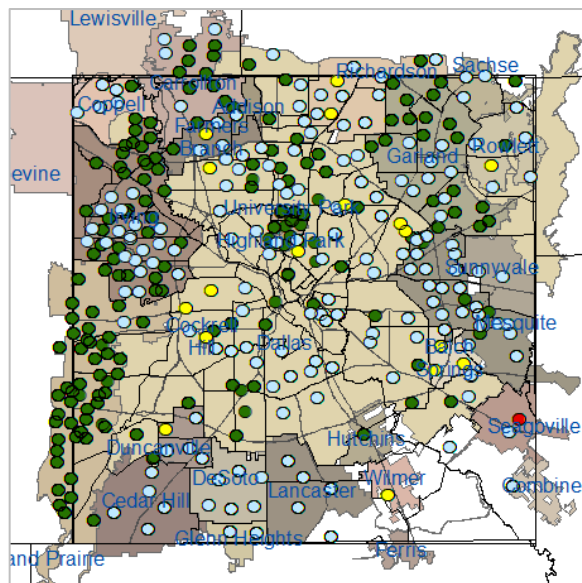 Lewisville
Sachse
Richardson
Carrollton
Coppell
Addison
Farmers
Branch
Rowlett
Garland
evine
University Park
Irving
Highland Park
Sunnyvale
Mesquite
Cockrell
Hill
Dallas
Balch
Springs
Seagoville
Hutchins
Duncanville
DeSoto
Wilmer
Lancaster
Cedar Hill
Combine
Glenn Heights
Ferris
and Prairie